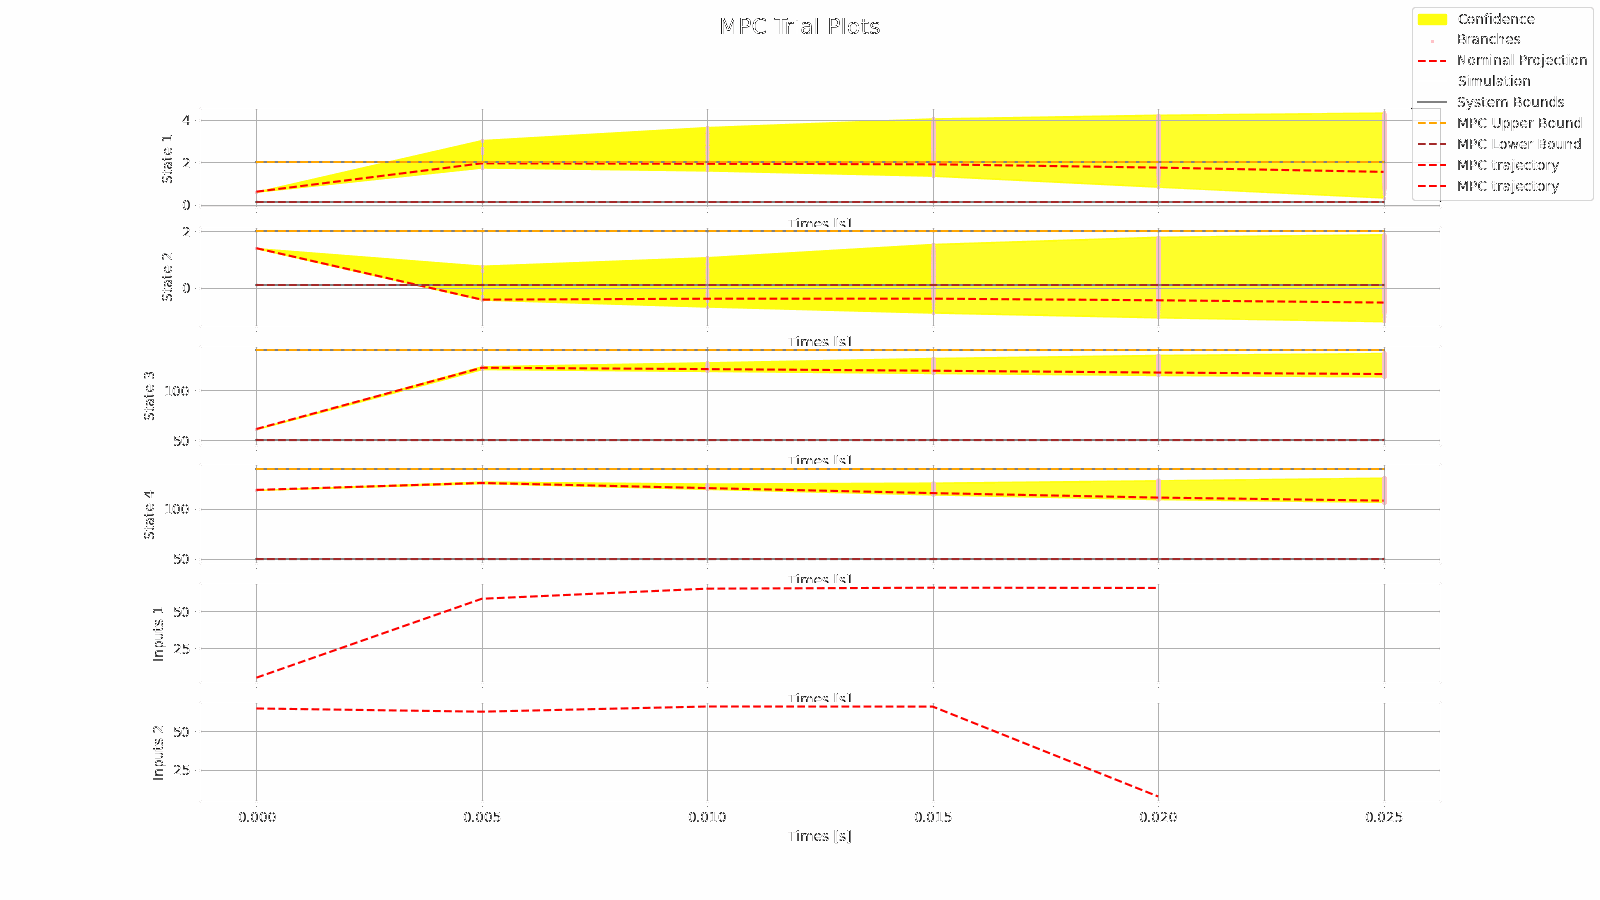 MPC Trial Plots
Confidence
Branches
Nominal Projection
Simulation
System Bounds
MPC Upper Bound
MPC Lower Bound
MPC trajectory
MPC trajectory
State 1
4
2
0
Times [s]
State 2
2
0
Times [s]
State 3
100
50
Times [s]
State 4
100
50
Times [s]
Inputs 1
50
25
Times [s]
Inputs 2
50
25
0.000 0.005 0.010 0.015 0.020 0.025
Times [s]